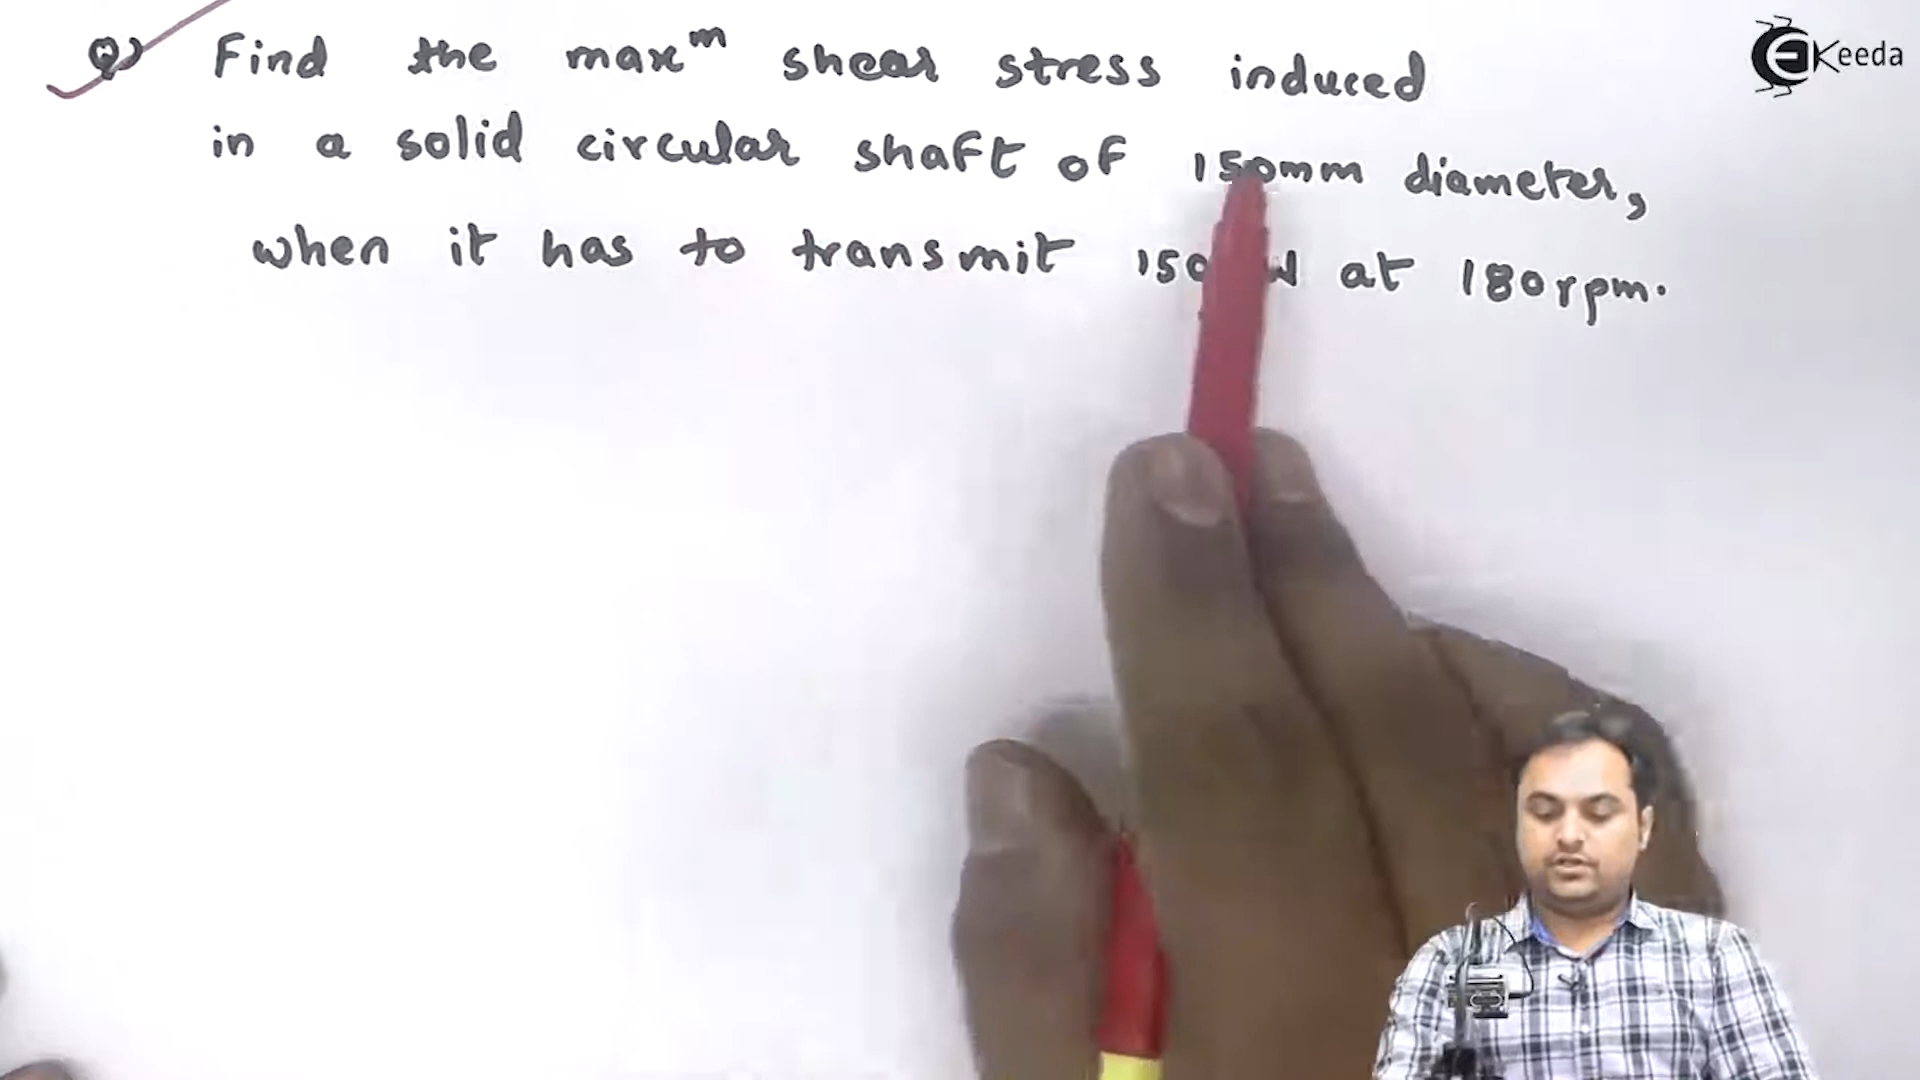 Q) Find the maxᵐ shear stress induced
in a solid circular shaft of 150mm diameter,
when it has to transmit at 180rpm.
EKeeda